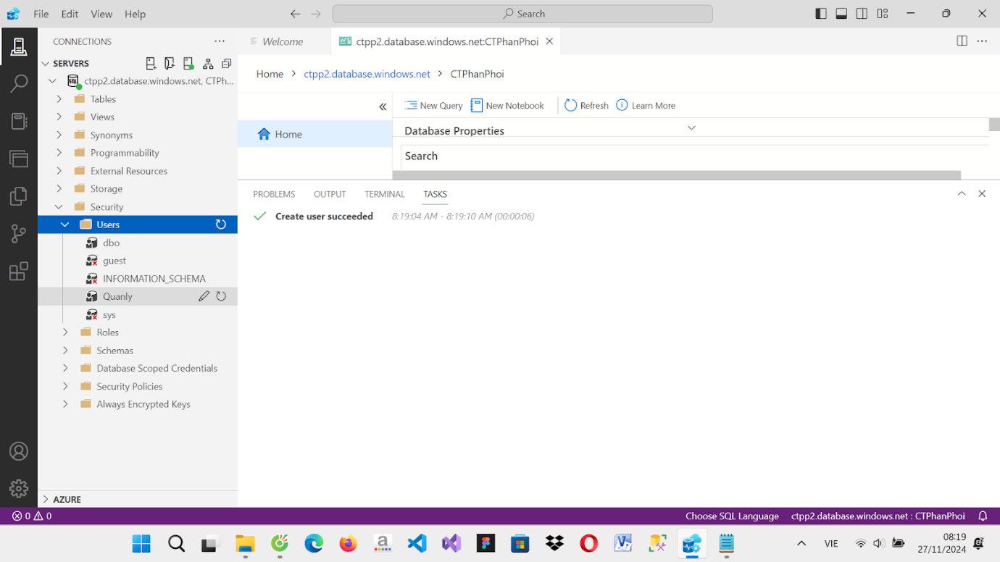 File Edit View Help
Search
CONNECTIONS
SERVERS
ctpp2.database.windows.net, CTPh...
Tables
Views
Synonyms
Programmability
External Resources
Storage
Security
Users
dbo
guest
INFORMATION_SCHEMA
Quanly
sys
Roles
Schemas
Database Scoped Credentials
Security Policies
Always Encrypted Keys
AZURE
Welcome
ctpp2.database.windows.net:CTPhanPhoi
Home > ctpp2.database.windows.net > CTPhanPhoi
New Query New Notebook Refresh Learn More
Home
Database Properties
Search
PROBLEMS OUTPUT TERMINAL TASKS
Create user succeeded 8:19:04 AM - 8:19:10 AM (00:00:06)
0 0
Choose SQL Language ctpp2.database.windows.net : CTPhanPhoi
VIE
08:19
27/11/2024